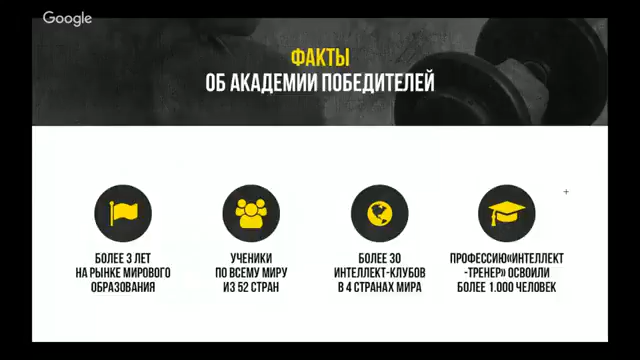 Google
ФАКТЫ
ОБ АКАДЕМИИ ПОБЕДИТЕЛЕЙ
БОЛЕЕ 3 ЛЕТ
НА РЫНКЕ МИРОВОГО
ОБРАЗОВАНИЯ
УЧЕНИКИ
ПО ВСЕМУ МИРУ
ИЗ 52 СТРАН
БОЛЕЕ 30
ИНТЕЛЛЕКТ-КЛУБОВ
В 4 СТРАНАХ МИРА
ПРОФЕССИЮ«ИНТЕЛЛЕКТ
-ТРЕНЕР» ОСВОИЛИ
БОЛЕЕ 1.000 ЧЕЛОВЕК